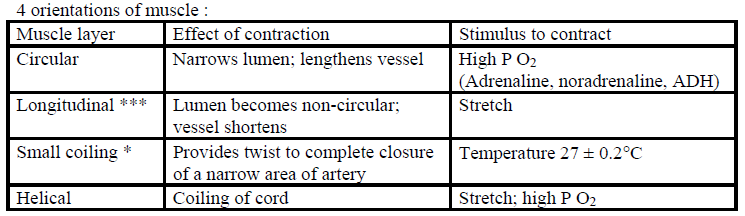 4 orientations of muscle :
Muscle layer Effect of contraction Stimulus to contract
Circular Narrows lumen; lengthens vessel High P O₂
(Adrenaline, noradrenaline, ADH)
Longitudinal *** Lumen becomes non-circular; Stretch
vessel shortens
Small coiling * Provides twist to complete closure Temperature 27 ± 0.2°C
of a narrow area of artery
Helical Coiling of cord Stretch; high P O₂